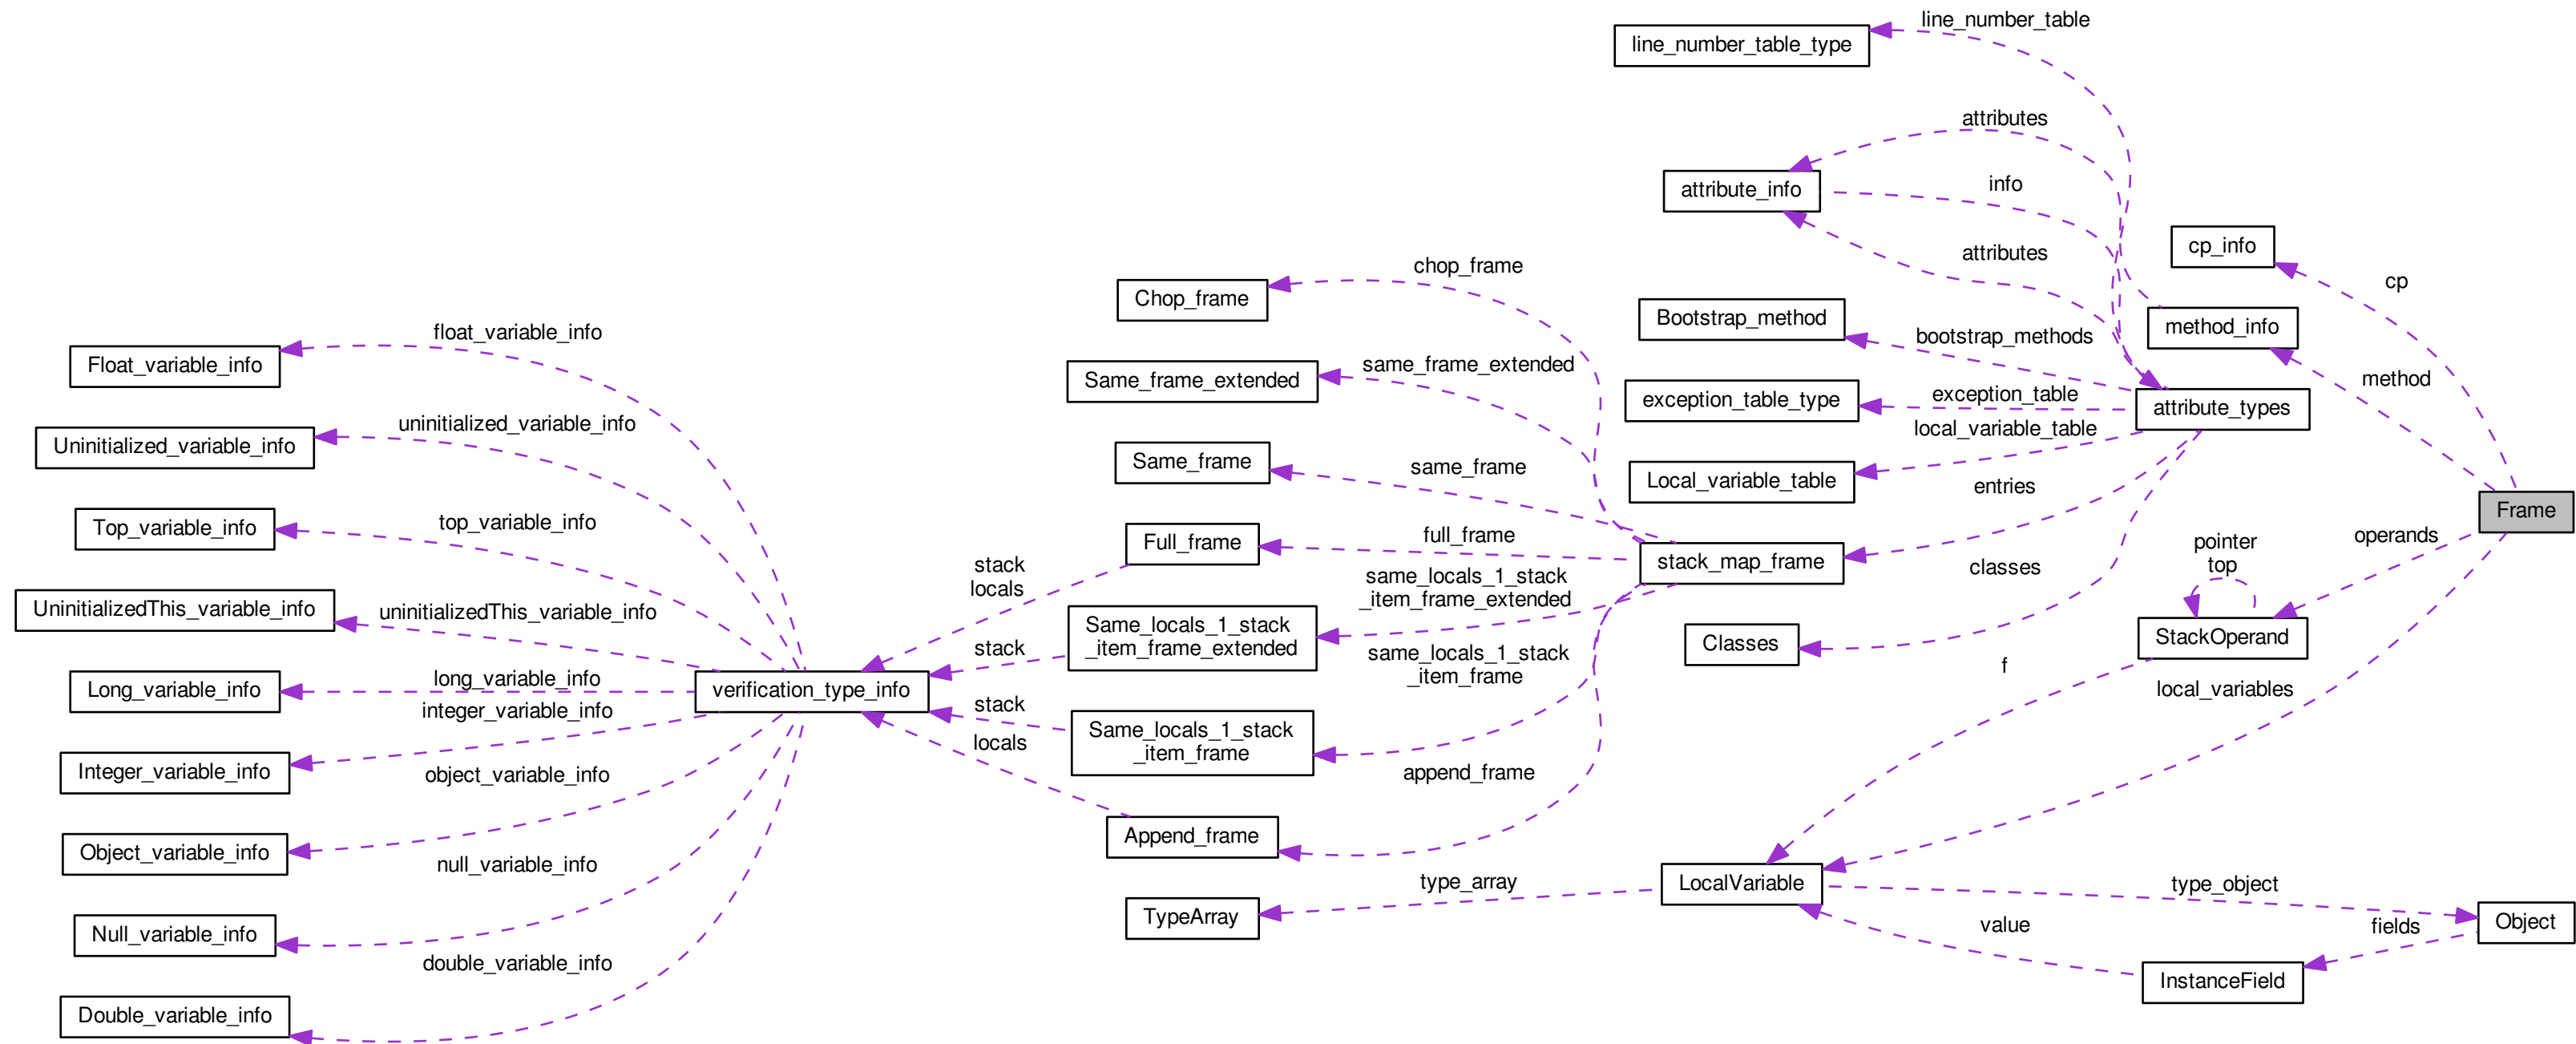 line_number_table
line_number_table_type
attributes
attribute_info
info
cp_info
attributes
chop_frame
cp
Chop_frame
Bootstrap_method
bootstrap_methods
method_info
float_variable_info
Float_variable_info
same_frame_extended
Same_frame_extended
method
exception_table_type
exception_table
attribute_types
uninitialized_variable_info
Uninitialized_variable_info
local_variable_table
Same_frame
same_frame
Local_variable_table
entries
Frame
top_variable_info
Top_variable_info
Full_frame
full_frame
operands
pointer
top
stack_map_frame
stack
locals
classes
same_locals_1_stack
_item_frame_extended
UninitializedThis_variable_info
uninitializedThis_variable_info
Same_locals_1_stack
_item_frame_extended
Classes
StackOperand
stack
same_locals_1_stack
_item_frame
f
Long_variable_info
long_variable_info
verification_type_info
local_variables
integer_variable_info
stack
Same_locals_1_stack
_item_frame
locals
Integer_variable_info
object_variable_info
append_frame
Append_frame
Object_variable_info
null_variable_info
type_array
LocalVariable
type_object
TypeArray
value
fields
Object
Null_variable_info
double_variable_info
InstanceField
Double_variable_info